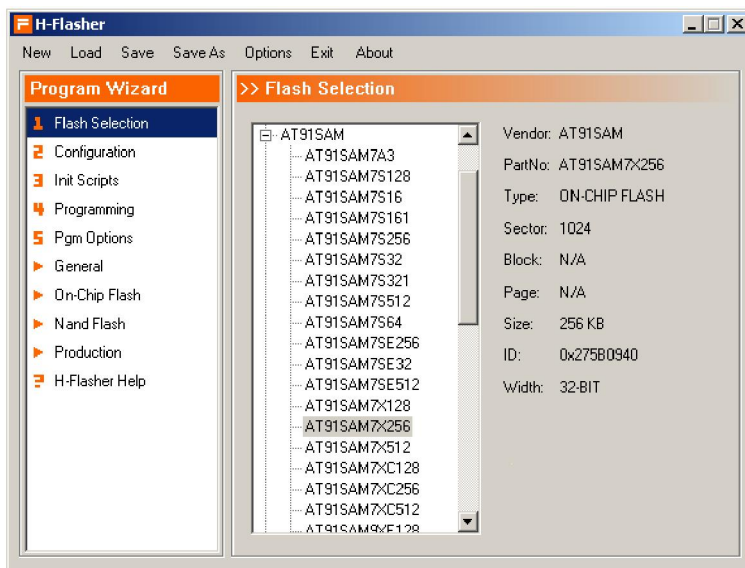 H-Flasher
New Load Save Save As Options Exit About
Program Wizard
1 Flash Selection
2 Configuration
3 Init Scripts
4 Programming
5 Pgm Options
General
On-Chip Flash
Nand Flash
Production
? H-Flasher Help
>> Flash Selection
AT91SAM
AT91SAM7A3
AT91SAM7S128
AT91SAM7S16
AT91SAM7S161
AT91SAM7S256
AT91SAM7S32
AT91SAM7S321
AT91SAM7S512
AT91SAM7S64
AT91SAM7SE256
AT91SAM7SE32
AT91SAM7SE512
AT91SAM7X128
AT91SAM7X256
AT91SAM7X512
AT91SAM7XC128
AT91SAM7XC256
AT91SAM7XC512
AT91SAM9XE128
Vendor: AT91SAM
PartNo: AT91SAM7X256
Type: ON-CHIP FLASH
Sector: 1024
Block: N/A
Page: N/A
Size: 256 KB
ID: 0x275B0940
Width: 32-BIT